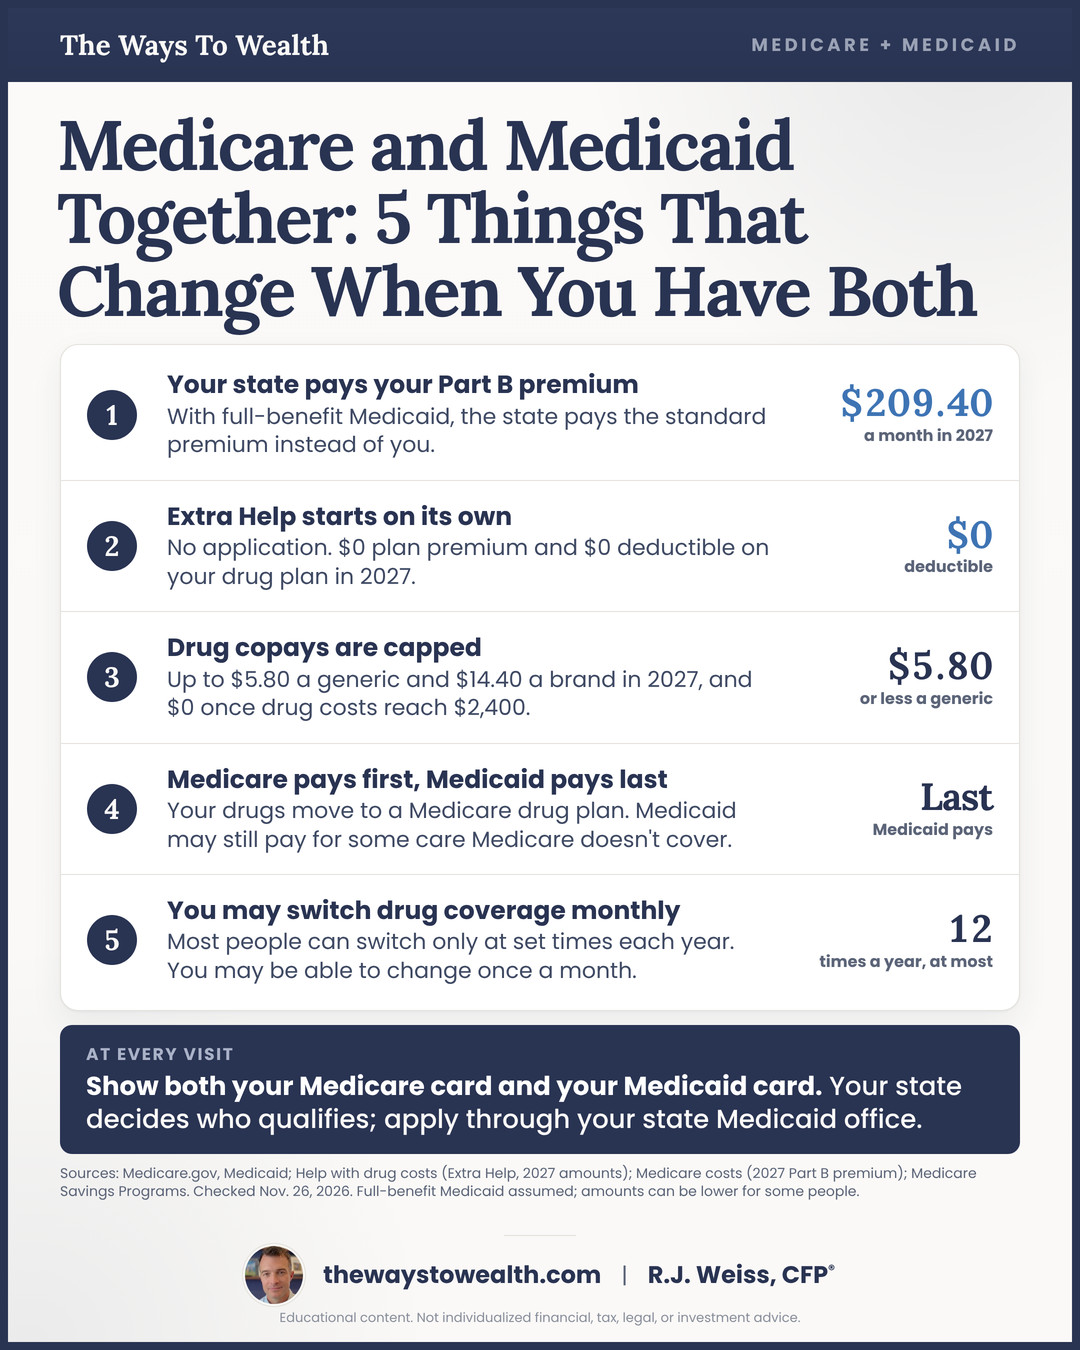 The Ways To Wealth
MEDICARE + MEDICAID
Medicare and Medicaid
Together: 5 Things That
Change When You Have Both
1
Your state pays your Part B premium
With full-benefit Medicaid, the state pays the standard
premium instead of you.
$209.40
a month in 2027
2
Extra Help starts on its own
No application. $0 plan premium and $0 deductible on
your drug plan in 2027.
$0
deductible
3
Drug copays are capped
Up to $5.80 a generic and $14.40 a brand in 2027, and
$0 once drug costs reach $2,400.
$5.80
or less a generic
4
Medicare pays first, Medicaid pays last
Your drugs move to a Medicare drug plan. Medicaid
may still pay for some care Medicare doesn't cover.
Last
Medicaid pays
5
You may switch drug coverage monthly
Most people can switch only at set times each year.
You may be able to change once a month.
12
times a year, at most
AT EVERY VISIT
Show both your Medicare card and your Medicaid card. Your state
decides who qualifies; apply through your state Medicaid office.
Sources: Medicare.gov, Medicaid; Help with drug costs (Extra Help, 2027 amounts); Medicare costs (2027 Part B premium); Medicare
Savings Programs. Checked Nov. 26, 2026. Full-benefit Medicaid assumed; amounts can be lower for some people.
thewaystowealth.com | R.J. Weiss, CFP®
Educational content. Not individualized financial, tax, legal, or investment advice.